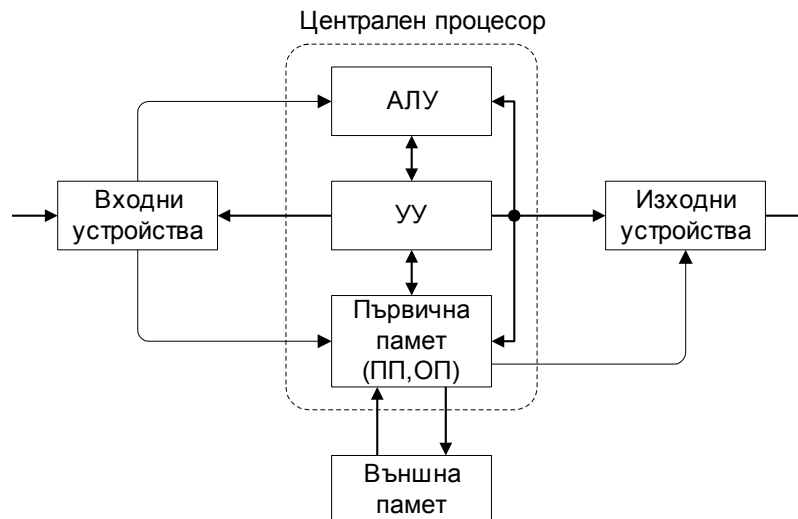 Централен процесор
АЛУ
Входни
устройства
УУ
Изходни
устройства
Първична
памет
(ПП,ОП)
Външна
памет